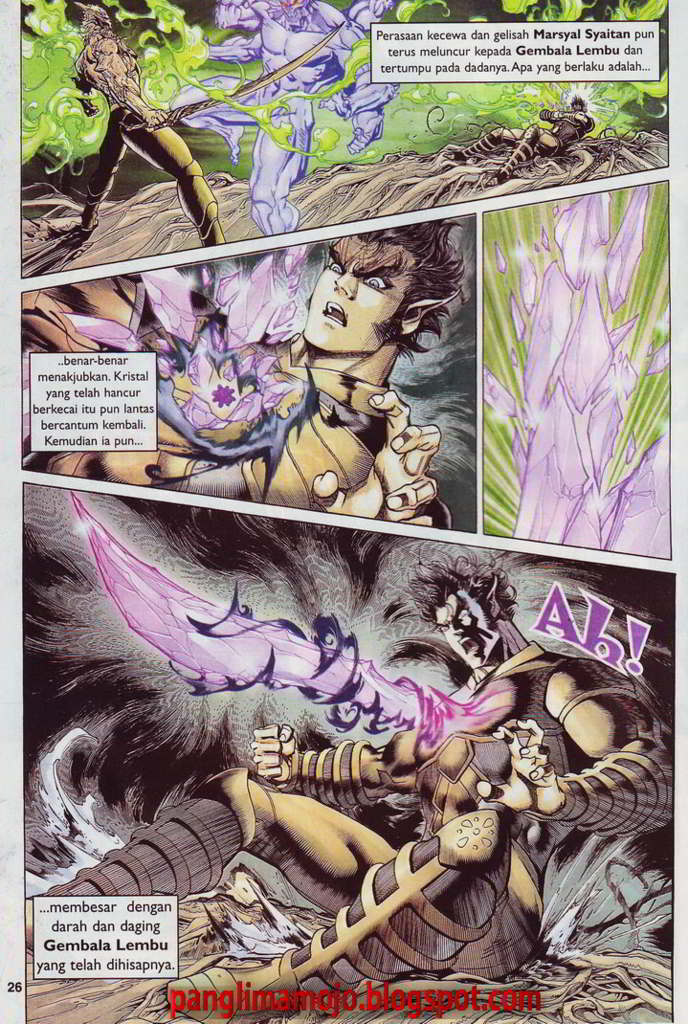 Perasaan kecewa dan gelisah Marsyal Syaitan pun
terus meluncur kepada Gembala Lembu dan
tertumpu pada dadanya. Apa yang berlaku adalah...
..benar-benar
menakjubkan. Kristal
yang telah hancur
berkecai itu pun lantas
bercantum kembali.
Kemudian ia pun...
Ah!
...membesar dengan
darah dan daging
Gembala Lembu
yang telah dihisapnya.
26
panglimamojo.blogspot.com